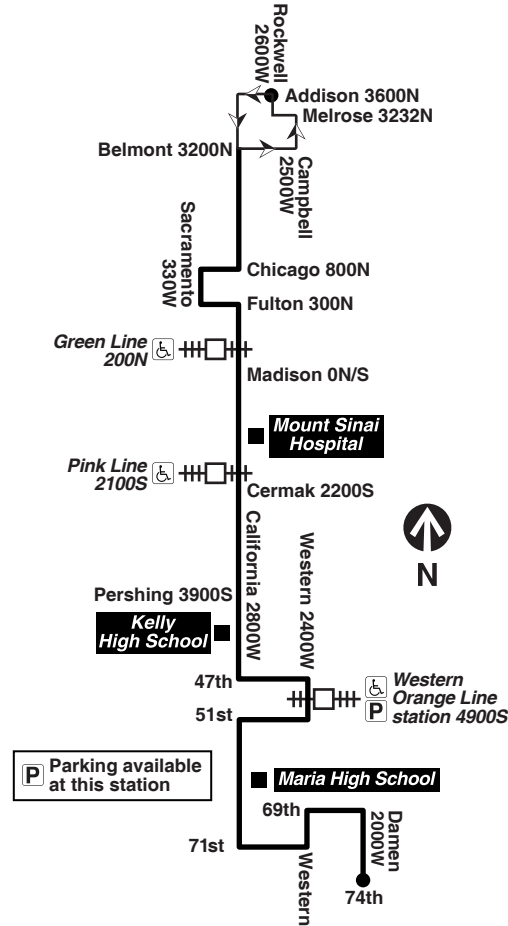 Rockwell
2600W
Addison 3600N
Melrose 3232N
Belmont 3200N
Campbell
2500W
Sacramento
330W
Chicago 800N
Fulton 300N
Green Line
200N
Madison 0N/S
Mount Sinai
Hospital
Pink Line
2100S
Cermak 2200S
California 2800W
Western 2400W
N
Pershing 3900S
Kelly
High School
47th
Western
Orange Line
station 4900S
P
51st
P Parking available
at this station
Maria High School
69th
Damen
2000W
71st
Western
74th